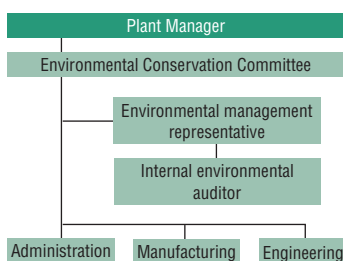 Plant Manager
Environmental Conservation Committee
Environmental management
representative
Internal environmental
auditor
Administration Manufacturing Engineering